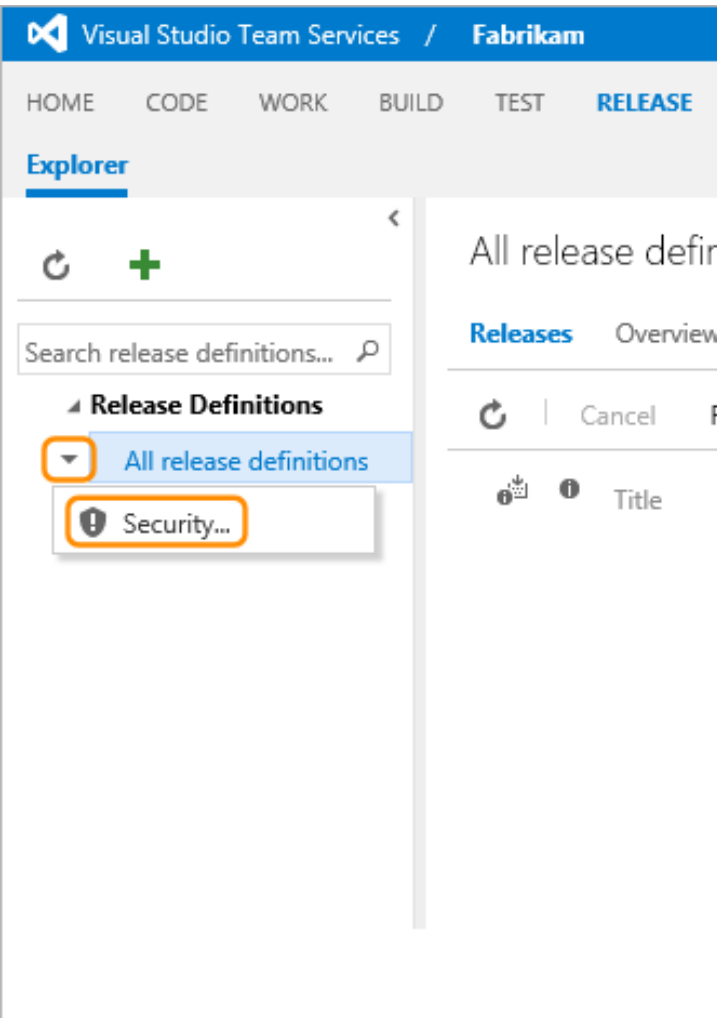 Visual Studio Team Services / Fabrikam
HOME CODE WORK BUILD TEST RELEASE
Explorer
All release
Releases Overview
Search release definitions...
Release Definitions
Cancel
All release definitions
Title
Security...